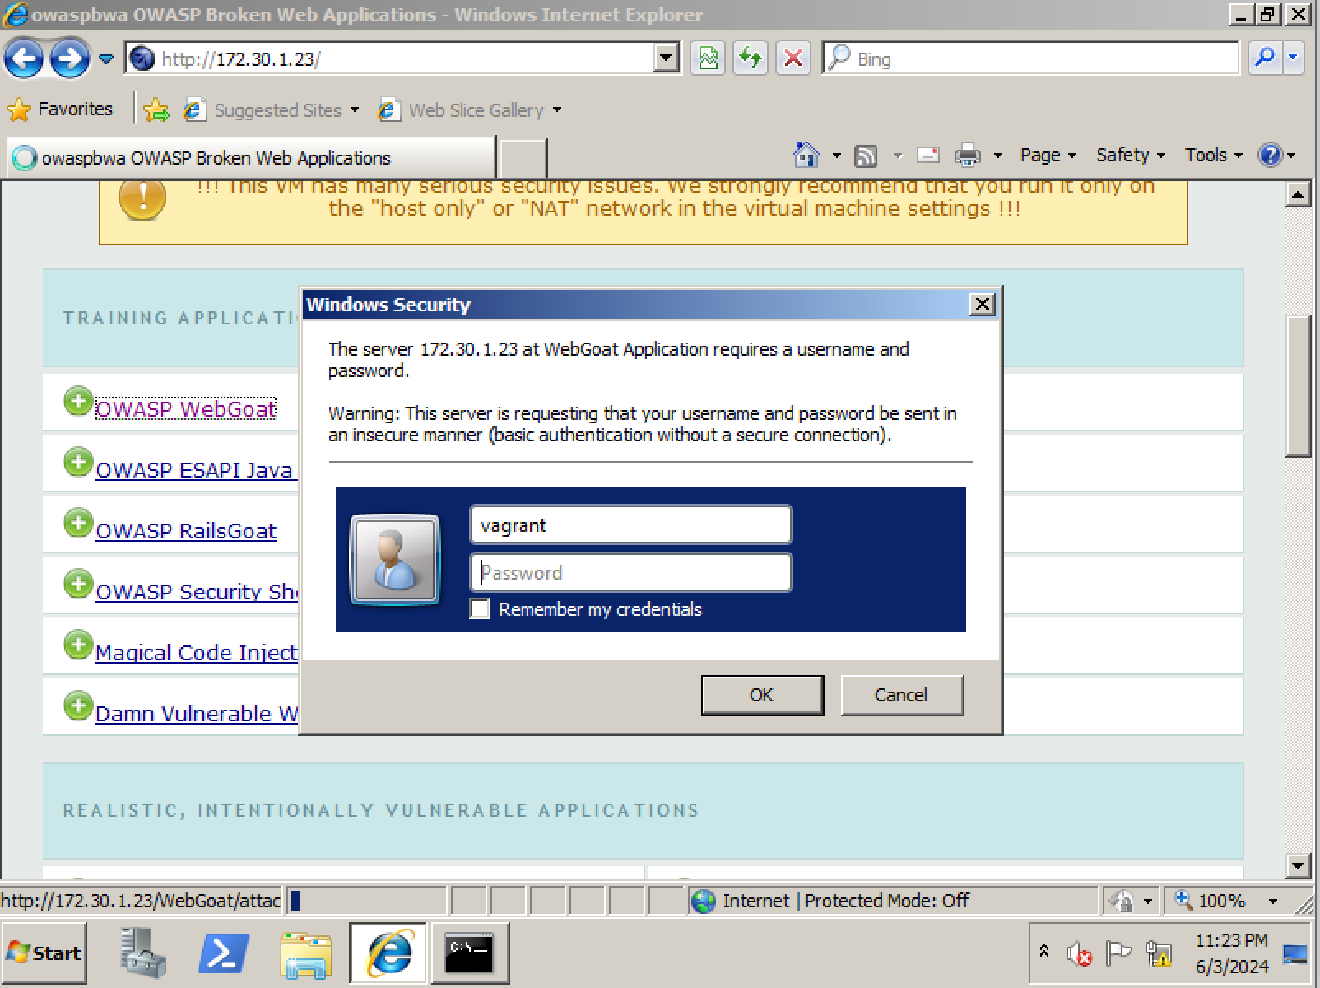 owaspbwa OWASP Broken Web Applications - Windows Internet Explorer
http://172.30.1.23/
Bing
Favorites
Suggested Sites
Web Slice Gallery
owaspbwa OWASP Broken Web Applications
Page
Safety
Tools
!!! This VM has many serious security issues. We strongly recommend that you run it only on
the "host only" or "NAT" network in the virtual machine settings !!!
TRAINING APPLICATI
OWASP WebGoat
OWASP ESAPI Java
OWASP RailsGoat
OWASP Security She
Magical Code Inject
Damn Vulnerable W
Windows Security
The server 172.30.1.23 at WebGoat Application requires a username and
password.
Warning: This server is requesting that your username and password be sent in
an insecure manner (basic authentication without a secure connection).
vagrant
Password
Remember my credentials
OK
Cancel
REALISTIC, INTENTIONALLY VULNERABLE APPLICATIONS
http://172.30.1.23/WebGoat/attac
Internet | Protected Mode: Off
100%
Start
C:\_
11:23 PM
6/3/2024